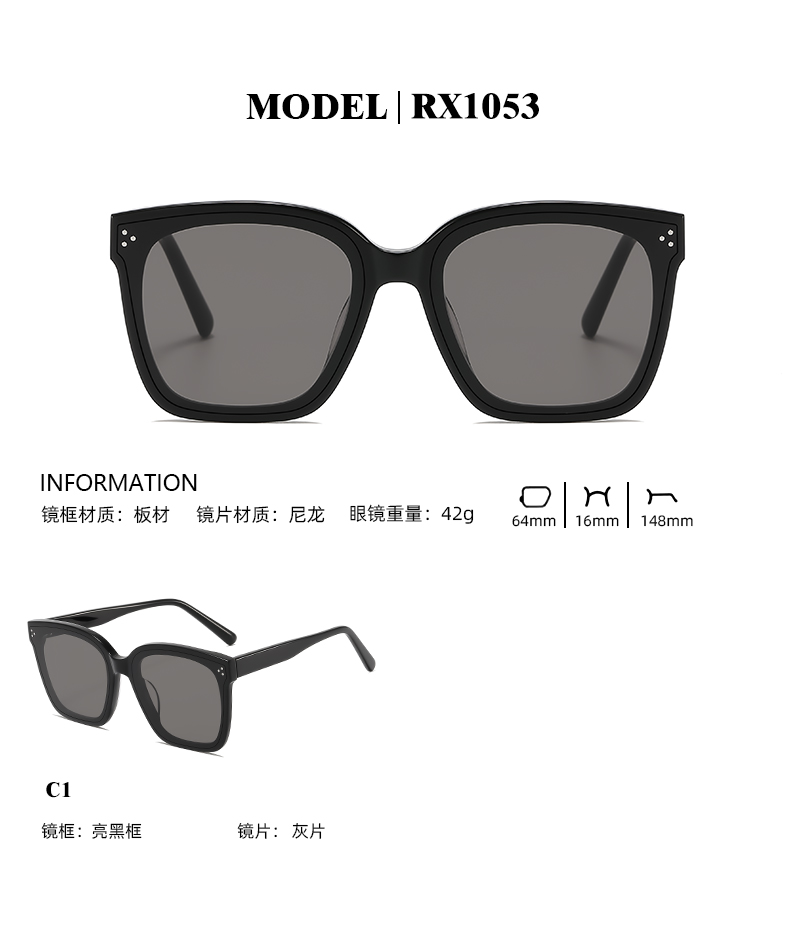 MODEL | RX1053
INFORMATION
镜框材质：板材 镜片材质：尼龙 眼镜重量：42g
64mm 16mm 148mm
C1
镜框：亮黑框 镜片： 灰片